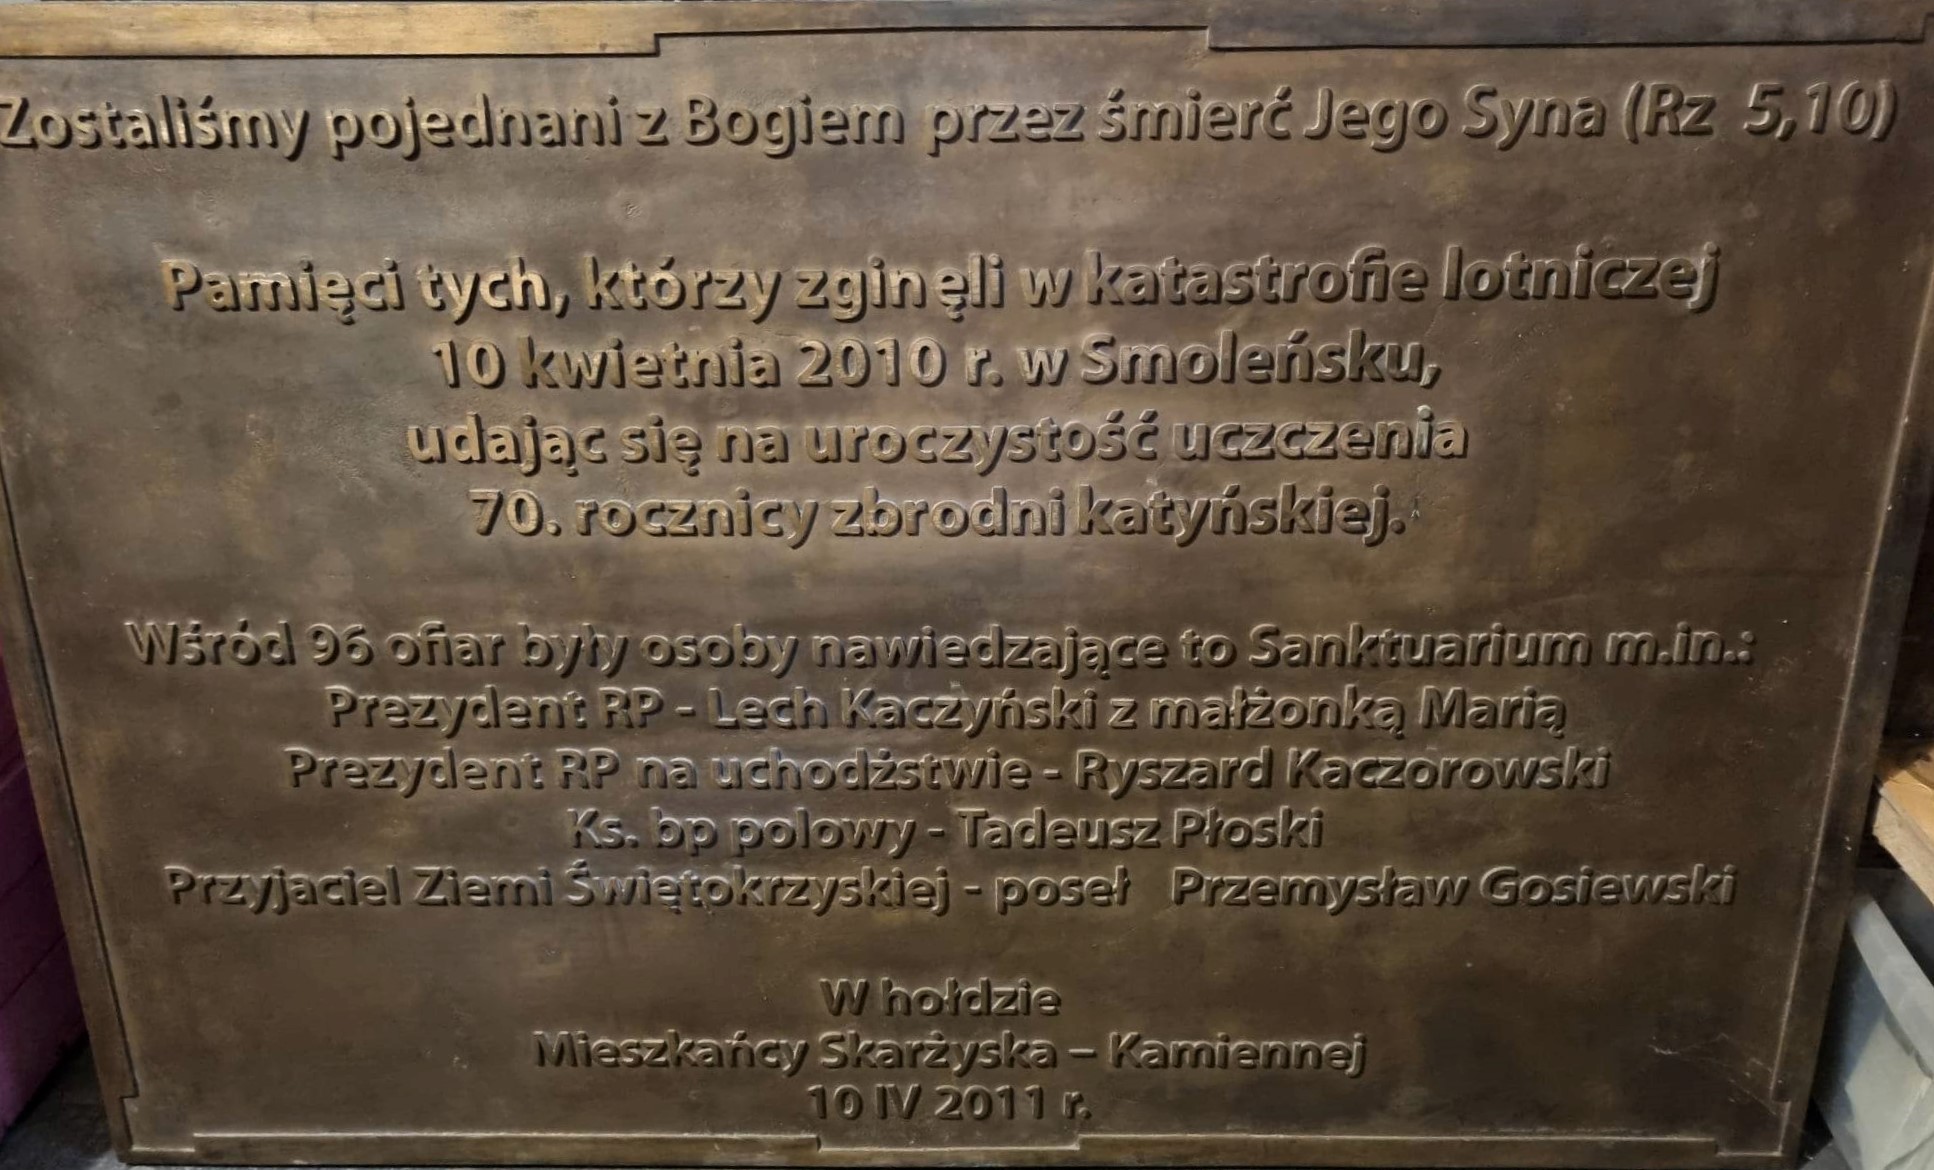 Zostaliśmy pojednani z Bogiem przez śmierć Jego Syna (Rz 5,10)
Pamięci tych, którzy zginęli w katastrofie lotniczej
10 kwietnia 2010 r. w Smoleńsku,
udając się na uroczystość uczczenia
70. rocznicy zbrodni katyńskiej.
Wśród 96 ofiar były osoby nawiedzające to Sanktuarium m.in.:
Prezydent RP - Lech Kaczyński z małżonką Marią
Prezydent RP na uchodżstwie - Ryszard Kaczorowski
Ks. bp polowy - Tadeusz Płoski
Przyjaciel Ziemi Świętokrzyskiej - poseł Przemysław Gosiewski
W hołdzie
Mieszkańcy Skarżyska – Kamiennej
10 IV 2011 r.